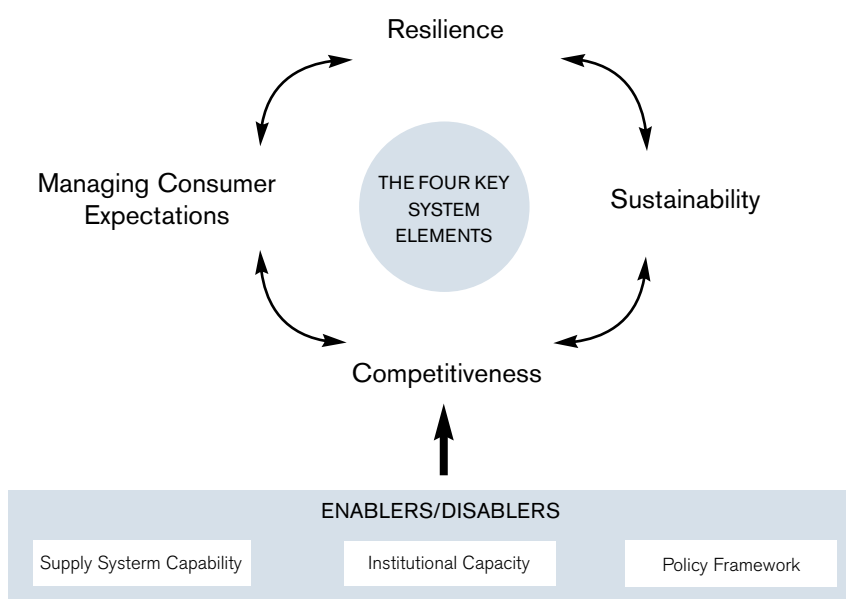 Resilience
Managing Consumer
Expectations
THE FOUR KEY
SYSTEM
ELEMENTS
Sustainability
Competitiveness
ENABLERS/DISABLERS
Supply Systerm Capability
Institutional Capacity
Policy Framework